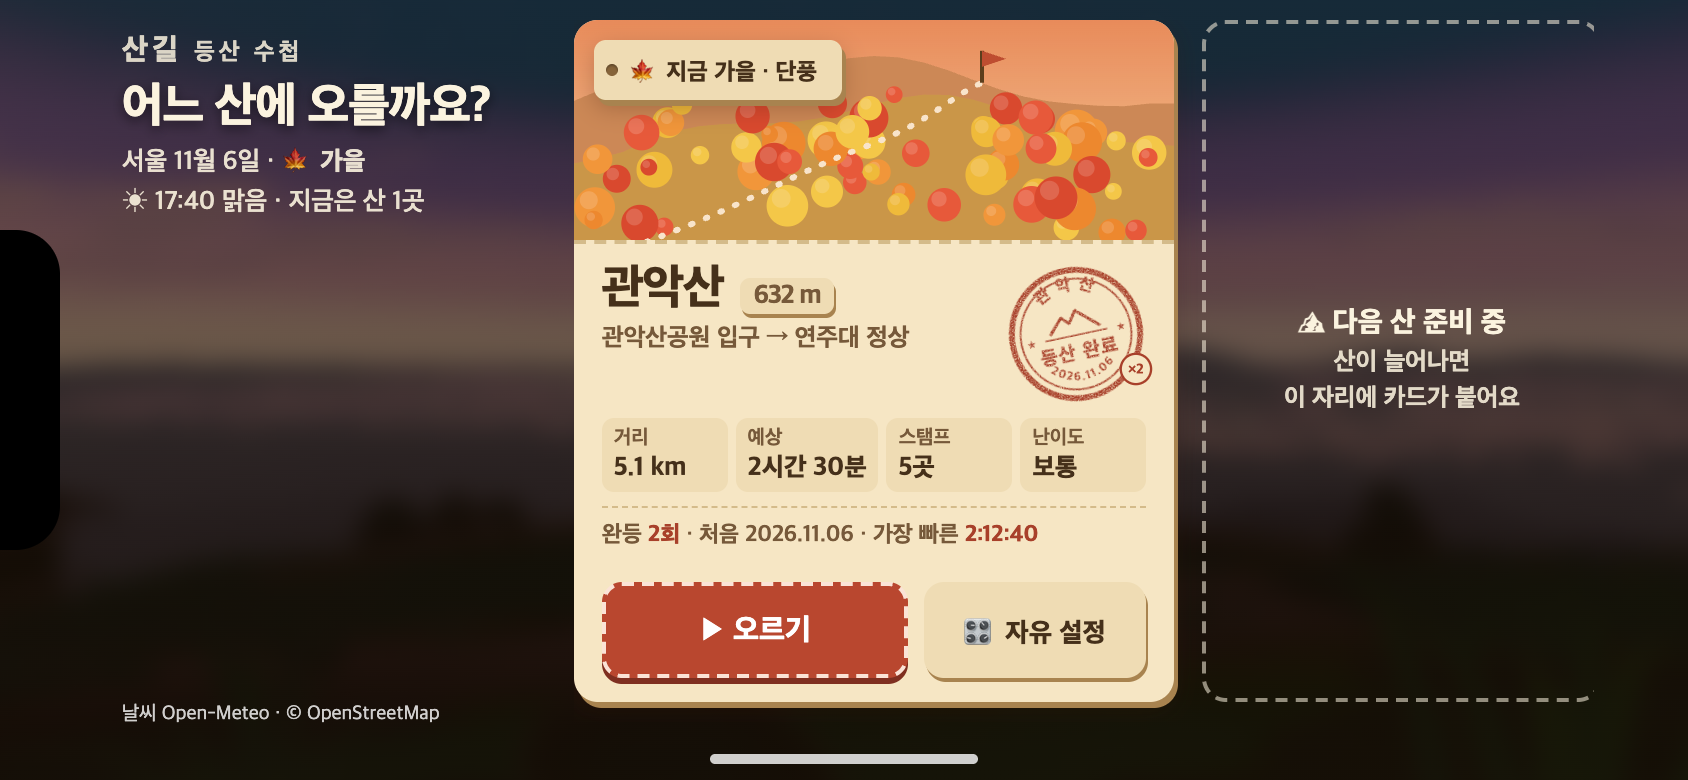 산길 등산 수첩
어느 산에 오를까요?
서울 11월 6일 · 🍁 가을
☀ 17:40 맑음 · 지금은 산 1곳
날씨 Open-Meteo · © OpenStreetMap
🍁 지금 가을 · 단풍
관악산 632 m
관악산공원 입구 → 연주대 정상
관악산
등산 완료
2026.11.06
×2
거리 예상 스탬프 난이도
5.1 km 2시간 30분 5곳 보통
완등 2회 · 처음 2026.11.06 · 가장 빠른 2:12:40
▶ 오르기
🎛 자유 설정
🏔 다음 산 준비 중
산이 늘어나면
이 자리에 카드가 붙어요